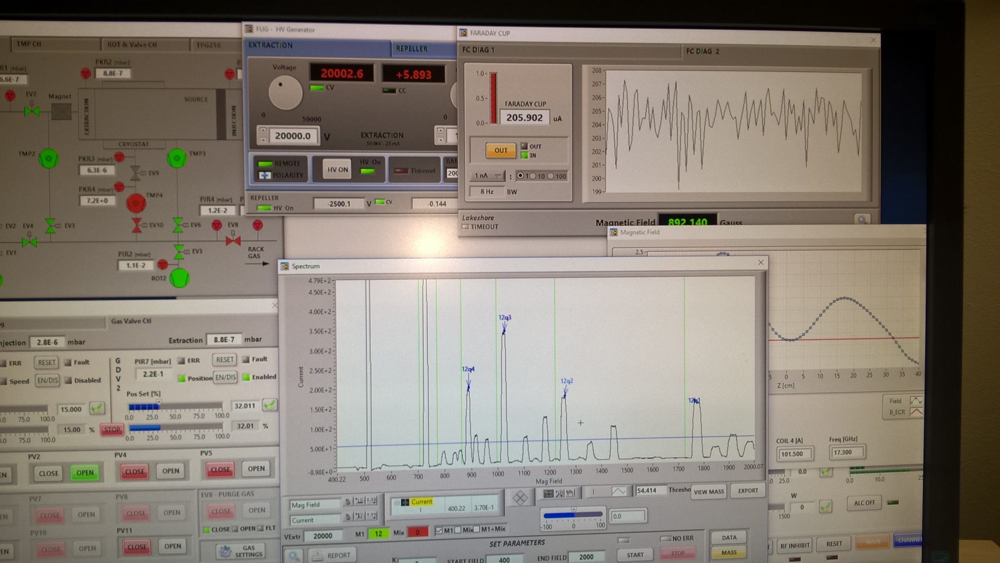 TMP Ctl
ROT & Valve Ctl
TPG256
PKR2 [mbar]
8.8E-7
[mbar]
6.6E-7
EV7
Magnet
EXTRACTION
SOURCE
INJECTION
CRYOSTAT
TMP2
TMP3
PKR3 [mbar]
6.3E-6
EV9
PKR4 [mbar]
7.2E+0
TMP4
PIR4 [mbar]
1.2E-2
EV2
EV4
EV3
EV10
EV6
EV8
EV1
PIR2 [mbar]
1.1E-2
EV5
ROT2
RACK
GAS
FUG - HV Generator
EXTRACTION
REPELLER
Voltage
20002.6
+5.893
CV
CC
0
50000
0
20000.0 V
EXTRACTION
50.0kV - 25 mA
REMOTE
POLARITY
HV ON
HV On
Timeout
REPELLER
HV On
-2500.1 V
CV
-0.144
FARADAY CUP
FC DIAG 1
FC DIAG 2
1.0
0.5
0.0
FARADAY CUP
205.902 uA
OUT
OUT
IN
1 nA : 1 10 100
8 Hz BW
208
207
206
205
204
203
202
201
200
199
Lakeshore
TIMEOUT
Magnetic Field 892.140 Gauss
Magnetic Field
2.5
0 5 10 15 20 25 30 35 40
Z [cm]
Field
B_ECR
COIL 4 [A]
101.500
Freq [GHz]
17.300
25.0
0.0
0.0 10.0
W
0
1500
ALC OFF
RF INHIBIT
RESET
MAIN
Gas Valve Ctl
2.8E-6 mbar
Extraction 8.8E-7 mbar
ERR
RESET
Fault
Speed
EN/DIS
Disabled
G
D
V
2
PIR7 [mbar]
2.2E-1
ERR
RESET
Fault
Position
EN/DIS
Enabled
Pos Set [%]
15.000
75.0 100.0
15.00 %
75.0 100.0
STOP
32.011
0.0 25.0 50.0 75.0 100.0
32.01 %
0.0 25.0 50.0 75.0 100.0
PV2
CLOSE OPEN
PV4
CLOSE OPEN
PV5
CLOSE OPEN
PV7
CLOSE OPEN
PV8
CLOSE OPEN
EV8 - PURGE GAS
CLOSE OPEN
CLOSE OPEN FLT
PV10
CLOSE OPEN
PV11
CLOSE OPEN
GAS
SETTINGS
Spectrum
4.79E+2
4.50E+2
4.00E+2
3.50E+2
3.00E+2
2.50E+2
2.00E+2
1.50E+2
1.00E+2
5.00E+1
-8.98E+0
Current
12q4
12q3
12q2
400.22 500 600 700 800 900 1000 1100 1200 1300 1400 1500 1600 1700 1800 1900 2000.07
Mag Field
Mag Field
Current
Current
400.22 3.70E-1
54.414
VIEW MASS
EXPORT
-100 0 100
0.0
VExtr 20000
M1 12
Mix 0
M1 Mix M1+Mix
SET PARAMETERS
NO ERR
DATA
REPORT
K
START FIELD 400
END FIELD 2000
START
STOP
MASS